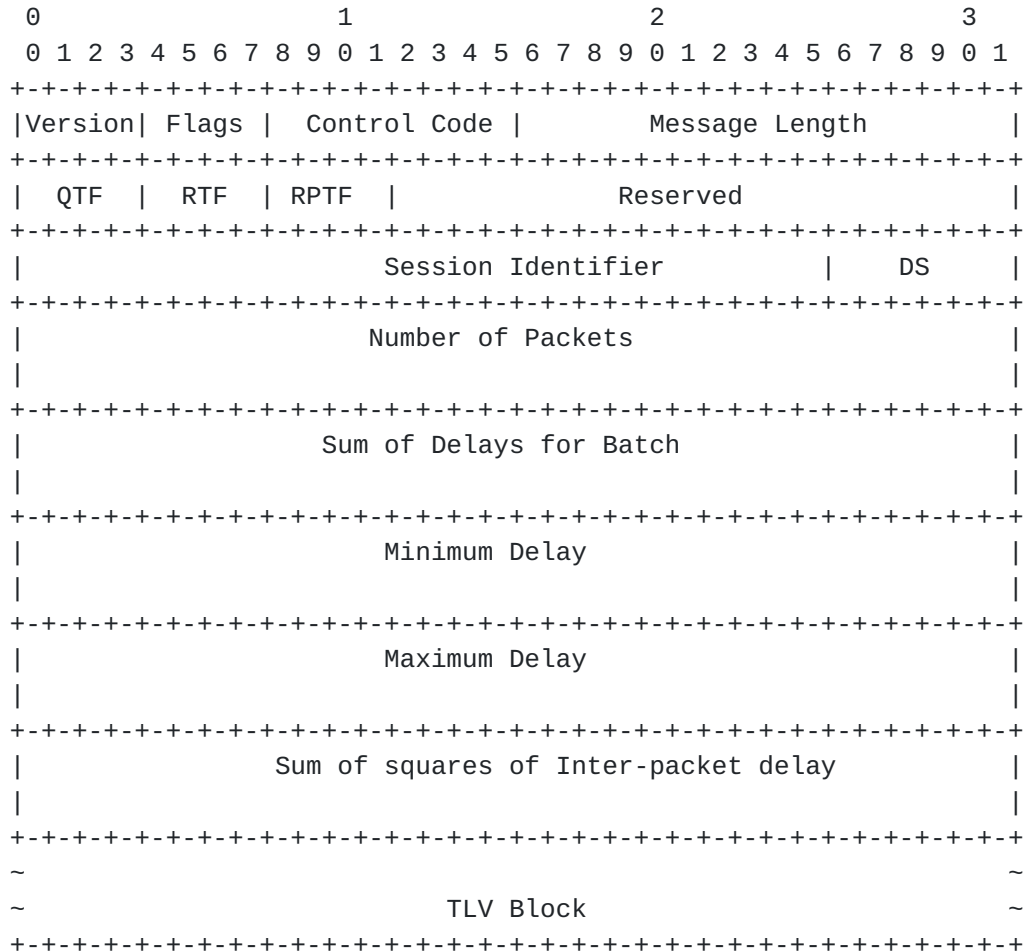 0                   1                   2                   3
 0 1 2 3 4 5 6 7 8 9 0 1 2 3 4 5 6 7 8 9 0 1 2 3 4 5 6 7 8 9 0 1
+-+-+-+-+-+-+-+-+-+-+-+-+-+-+-+-+-+-+-+-+-+-+-+-+-+-+-+-+-+-+-+-+
|Version| Flags |  Control Code |        Message Length         |
+-+-+-+-+-+-+-+-+-+-+-+-+-+-+-+-+-+-+-+-+-+-+-+-+-+-+-+-+-+-+-+-+
|  QTF  |  RTF  | RPTF  |              Reserved                 |
+-+-+-+-+-+-+-+-+-+-+-+-+-+-+-+-+-+-+-+-+-+-+-+-+-+-+-+-+-+-+-+-+
|                       Session Identifier          |    DS     |
+-+-+-+-+-+-+-+-+-+-+-+-+-+-+-+-+-+-+-+-+-+-+-+-+-+-+-+-+-+-+-+-+
|                      Number of Packets                        |
|                                                               |
+-+-+-+-+-+-+-+-+-+-+-+-+-+-+-+-+-+-+-+-+-+-+-+-+-+-+-+-+-+-+-+-+
|                   Sum of Delays for Batch                     |
|                                                               |
+-+-+-+-+-+-+-+-+-+-+-+-+-+-+-+-+-+-+-+-+-+-+-+-+-+-+-+-+-+-+-+-+
|                       Minimum Delay                           |
|                                                               |
+-+-+-+-+-+-+-+-+-+-+-+-+-+-+-+-+-+-+-+-+-+-+-+-+-+-+-+-+-+-+-+-+
|                       Maximum Delay                           |
|                                                               |
+-+-+-+-+-+-+-+-+-+-+-+-+-+-+-+-+-+-+-+-+-+-+-+-+-+-+-+-+-+-+-+-+
|                Sum of squares of Inter-packet delay           |
|                                                               |
+-+-+-+-+-+-+-+-+-+-+-+-+-+-+-+-+-+-+-+-+-+-+-+-+-+-+-+-+-+-+-+-+
~                                                               ~
~                           TLV Block                           ~
+-+-+-+-+-+-+-+-+-+-+-+-+-+-+-+-+-+-+-+-+-+-+-+-+-+-+-+-+-+-+-+-+